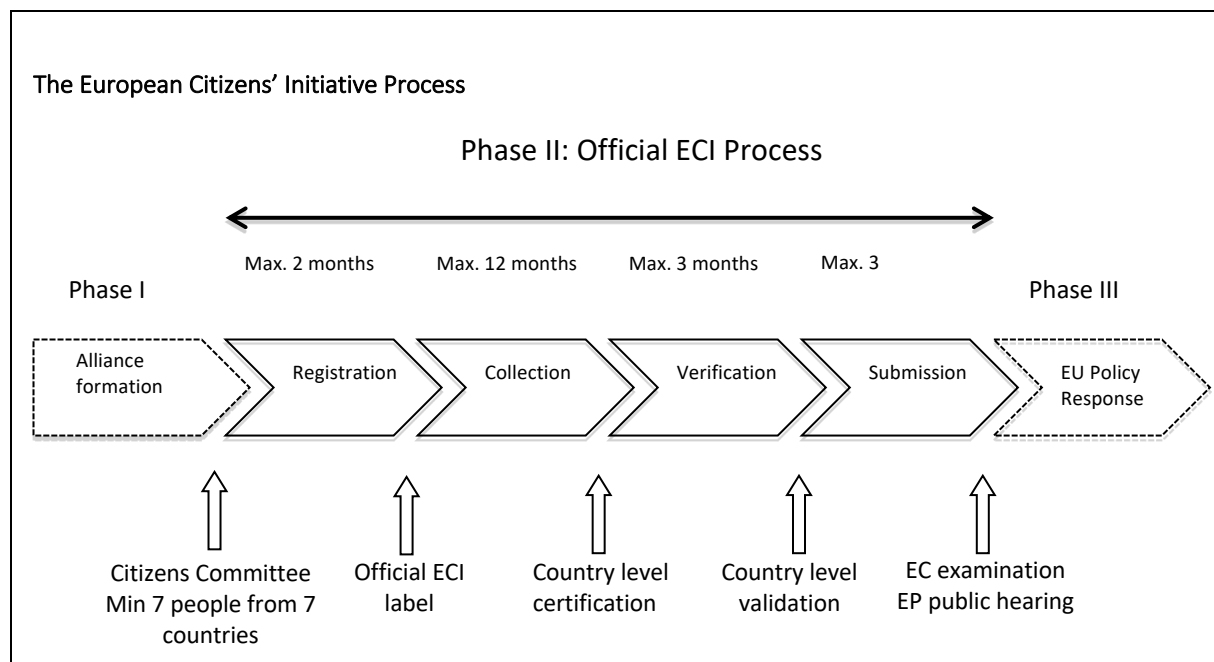 The European Citizens’ Initiative Process
Phase II: Official ECI Process
Max. 2 months
Max. 12 months
Max. 3 months
Max. 3
Phase I
Phase III
Alliance
formation
Registration
Collection
Verification
Submission
EU Policy
Response
Citizens Committee
Min 7 people from 7
countries
Official ECI
label
Country level
certification
Country level
validation
EC examination
EP public hearing